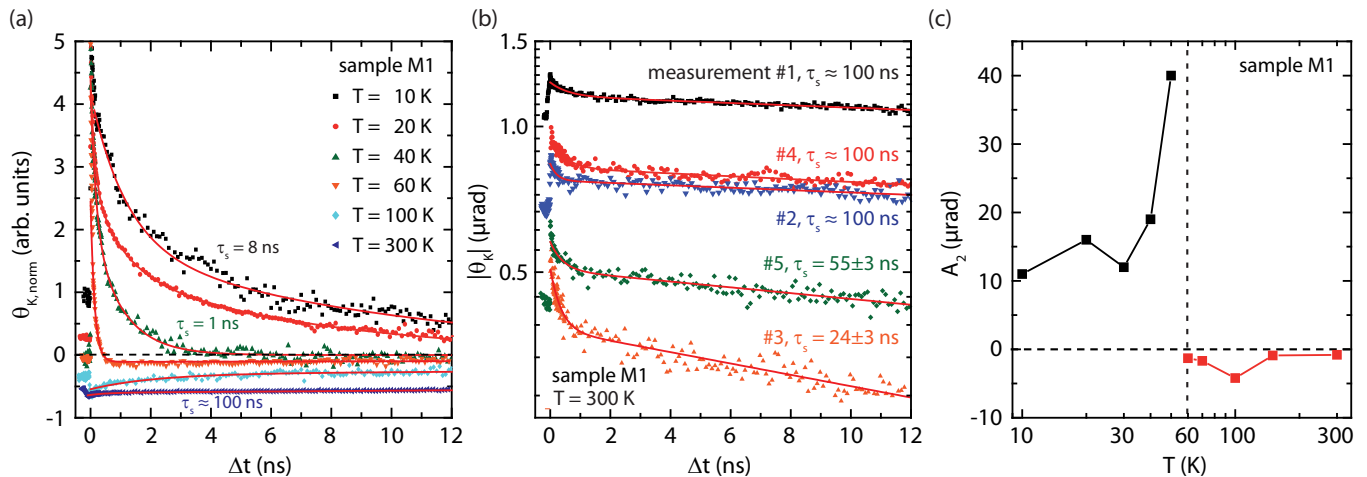 (a)
5
4
3
2
1
0
-1
θK, norm (arb. units)
sample M1
T = 10 K
T = 20 K
T = 40 K
T = 60 K
T = 100 K
T = 300 K
τs = 8 ns
τs = 1 ns
τs ≈ 100 ns
0 2 4 6 8 10 12
Δt (ns)
(b)
1.5
1.0
0.5
|θK| (μrad)
measurement #1, τs ≈ 100 ns
#4, τs ≈ 100 ns
#2, τs ≈ 100 ns
#5, τs = 55±3 ns
#3, τs = 24±3 ns
sample M1
T = 300 K
0 2 4 6 8 10 12
Δt (ns)
(c)
sample M1
40
30
20
10
0
-10
A2 (μrad)
10 30 60 100 300
T (K)